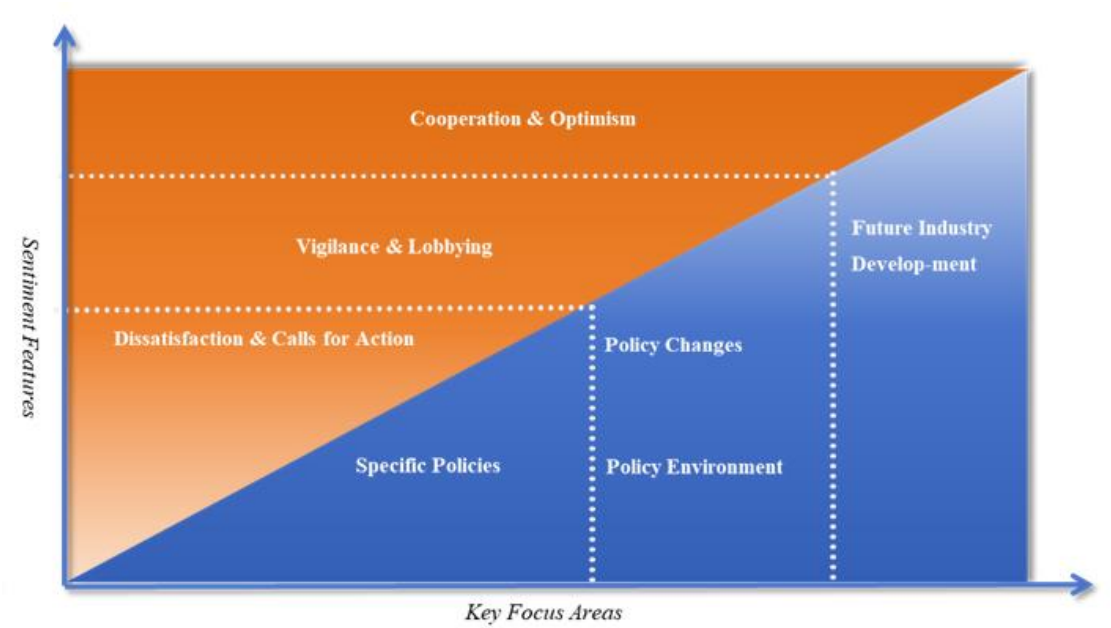 Cooperation & Optimism
Vigilance & Lobbying
Future Industry
Develop-ment
Dissatisfaction & Calls for Action
Policy Changes
Specific Policies
Policy Environment
Sentiment Features
Key Focus Areas